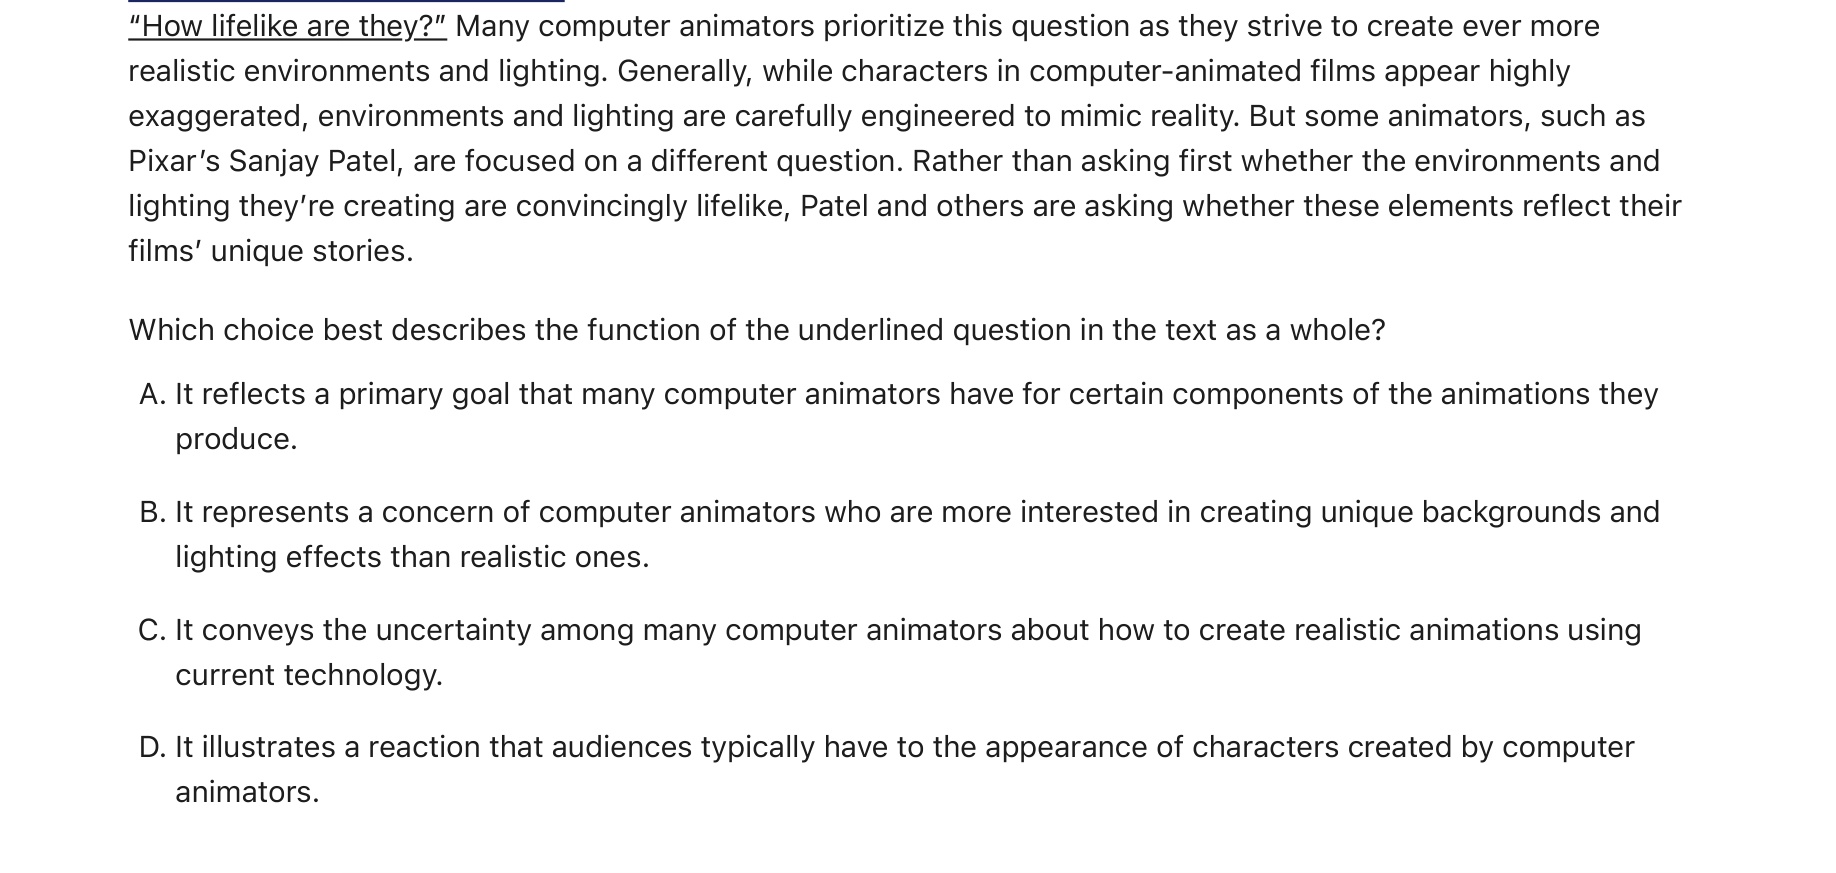 “How lifelike are they?” Many computer animators prioritize this question as they strive to create ever more
realistic environments and lighting. Generally, while characters in computer-animated films appear highly
exaggerated, environments and lighting are carefully engineered to mimic reality. But some animators, such as
Pixar’s Sanjay Patel, are focused on a different question. Rather than asking first whether the environments and
lighting they’re creating are convincingly lifelike, Patel and others are asking whether these elements reflect their
films’ unique stories.
Which choice best describes the function of the underlined question in the text as a whole?
A. It reflects a primary goal that many computer animators have for certain components of the animations they
produce.
B. It represents a concern of computer animators who are more interested in creating unique backgrounds and
lighting effects than realistic ones.
C. It conveys the uncertainty among many computer animators about how to create realistic animations using
current technology.
D. It illustrates a reaction that audiences typically have to the appearance of characters created by computer
animators.